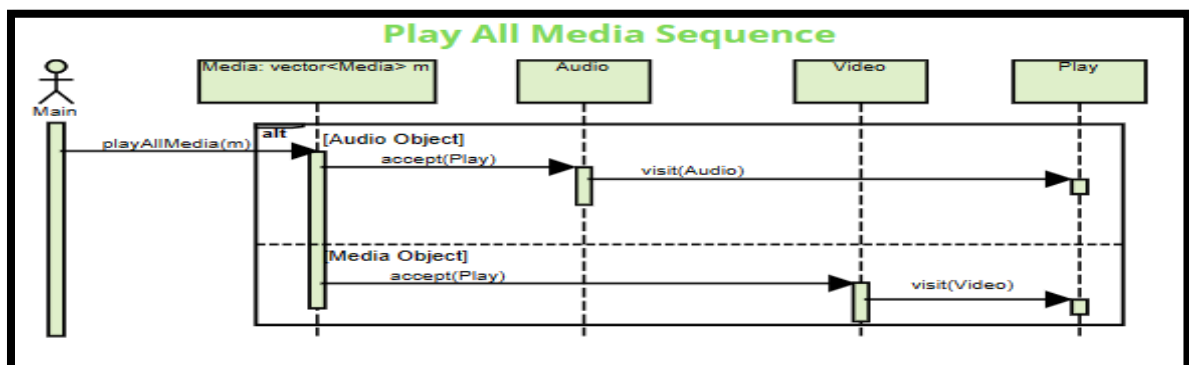 Play All Media Sequence
Media: vector<Media> m
Audio
Video
Play
Main
alt
[Audio Object]
playAllMedia(m)
accept(Play)
visit(Audio)
[Media Object]
accept(Play)
visit(Video)